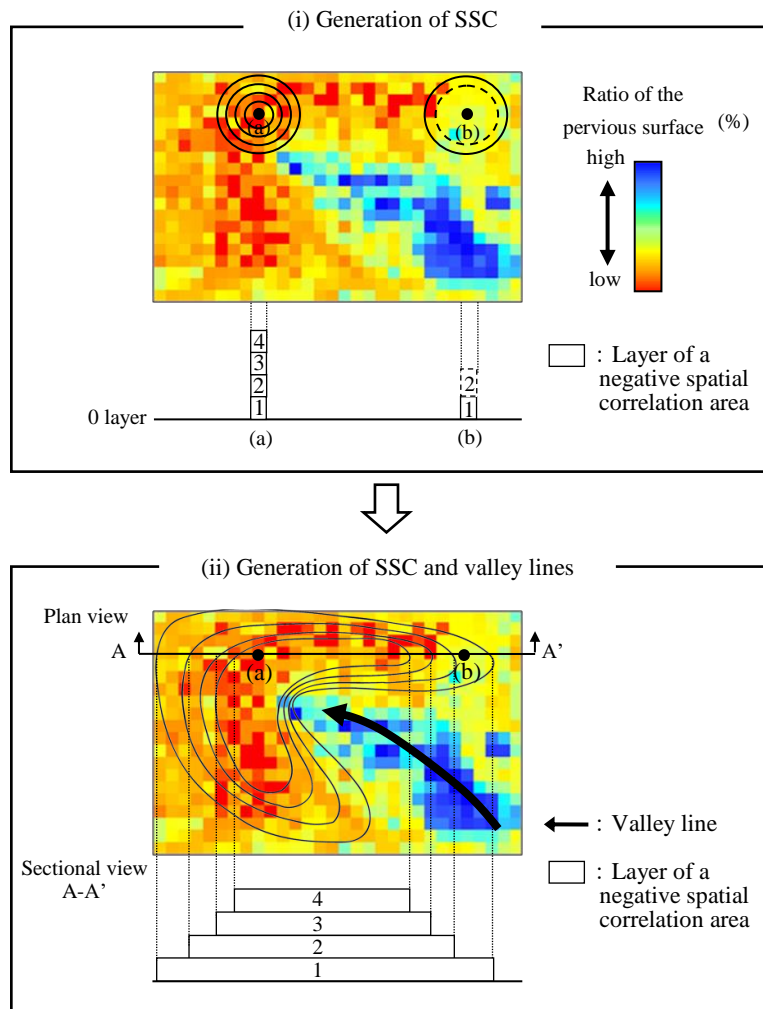 (i) Generation of SSC
(a)
(b)
Ratio of the
pervious surface (%)
high
low
4
3
2
1
2
1
0 layer
(a)
(b)
: Layer of a
negative spatial
correlation area
(ii) Generation of SSC and valley lines
Plan view
A
A’
(a)
(b)
: Valley line
Sectional view
A-A’
: Layer of a
negative spatial
correlation area
4
3
2
1